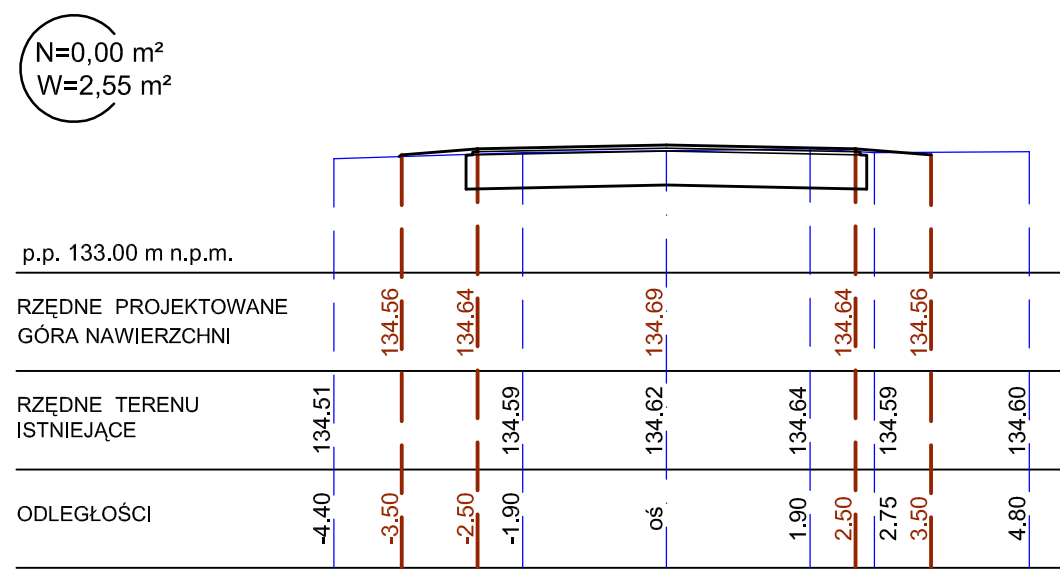 N=0,00 m²
W=2,55 m²
p.p. 133.00 m n.p.m.
RZĘDNE PROJEKTOWANE
GÓRA NAWIERZCHNI
134.56
134.64
134.69
134.64
134.56
RZĘDNE TERENU
ISTNIEJĄCE
134.51
134.59
134.62
134.64
134.59
134.60
ODLEGŁOŚCI
-4.40
-3.50
-2.50
-1.90
oś
1.90
2.50
2.75
3.50
4.80